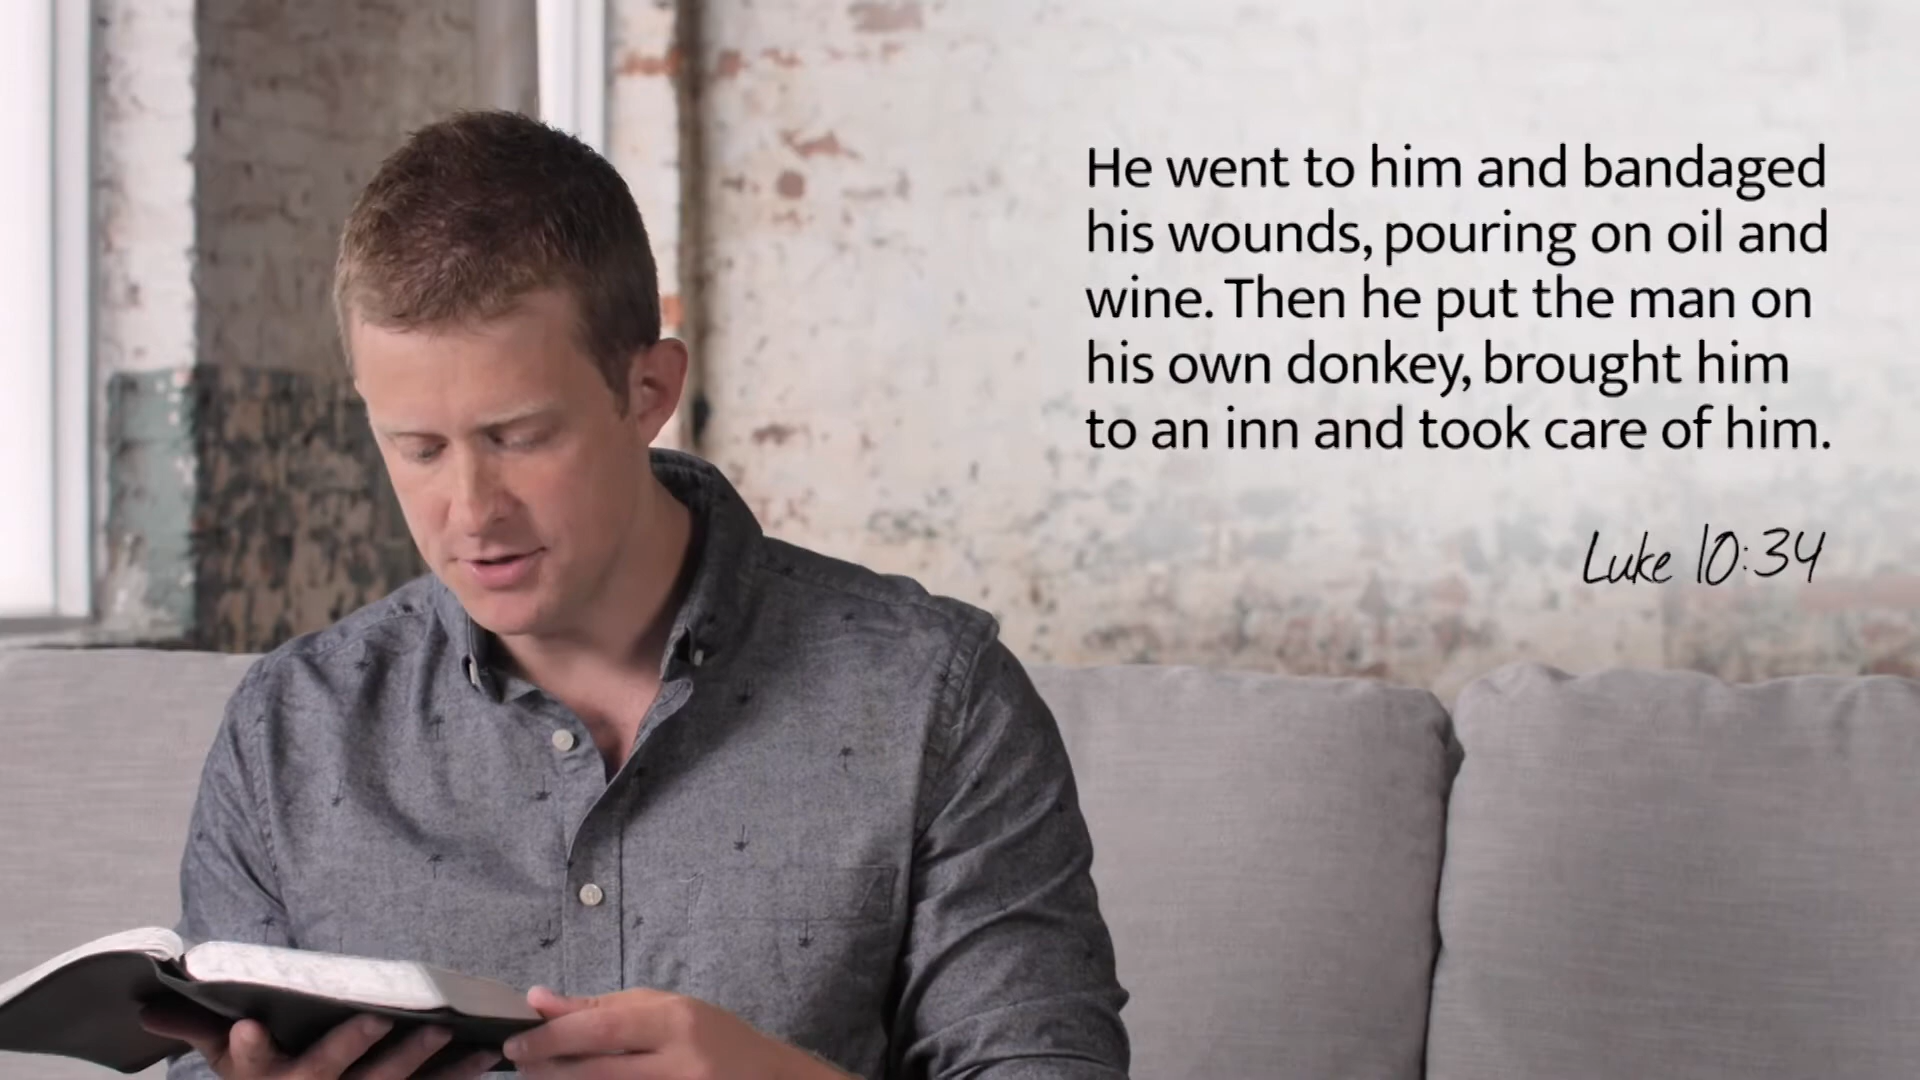 He went to him and bandaged
his wounds, pouring on oil and
wine. Then he put the man on
his own donkey, brought him
to an inn and took care of him.
Luke 10:34